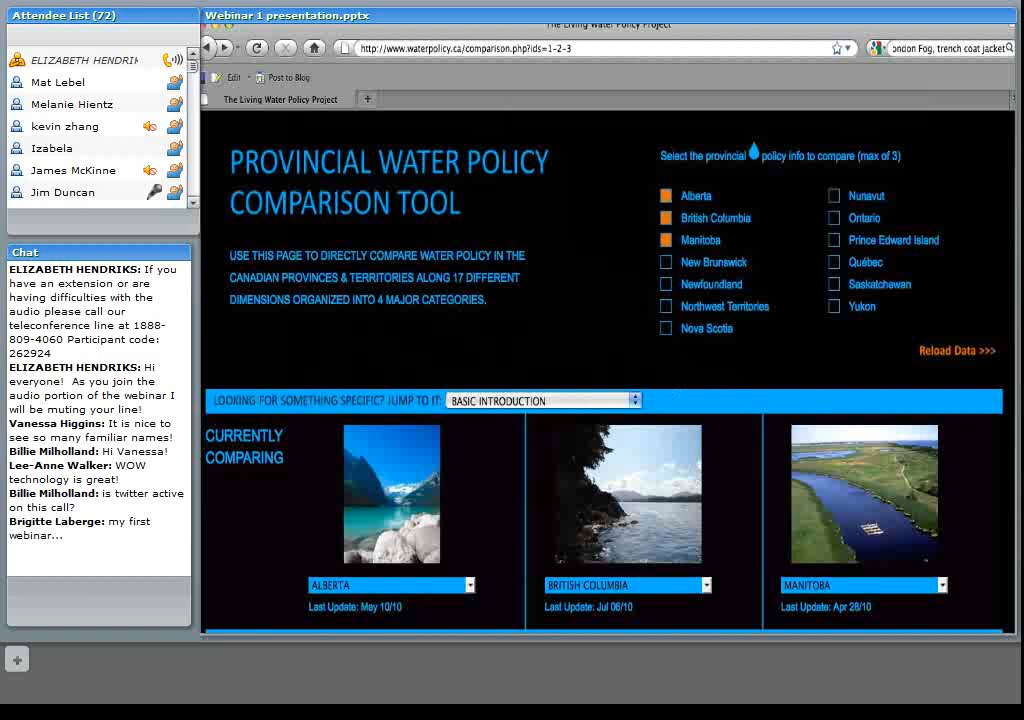 Attendee List (72)
ELIZABETH HENDRIK
Mat Lebel
Melanie Hientz
kevin zhang
Izabela
James McKinne
Jim Duncan
Chat
ELIZABETH HENDRIKS: If you
have an extension or are
having difficulties with the
audio please call our
teleconference line at 1888-
809-4060 Participant code:
262924
ELIZABETH HENDRIKS: Hi
everyone! As you join the
audio portion of the webinar I
will be muting your line!
Vanessa Higgins: It is nice to
see so many familiar names!
Billie Milholland: Hi Vanessa!
Lee-Anne Walker: WOW
technology is great!
Billie Milholland: is twitter active
on this call?
Brigitte Laberge: my first
webinar...
Webinar 1 presentation.pptx
The Living Water Policy Project
http://www.waterpolicy.ca/comparison.php?ids=1-2-3
ondon Fog, trench coat jacket
Edit
Post to Blog
The Living Water Policy Project
PROVINCIAL WATER POLICY
COMPARISON TOOL
USE THIS PAGE TO DIRECTLY COMPARE WATER POLICY IN THE
CANADIAN PROVINCES & TERRITORIES ALONG 17 DIFFERENT
DIMENSIONS ORGANIZED INTO 4 MAJOR CATEGORIES.
Select the provincial policy info to compare (max of 3)
Alberta
British Columbia
Manitoba
New Brunswick
Newfoundland
Northwest Territories
Nova Scotia
Nunavut
Ontario
Prince Edward Island
Québec
Saskatchewan
Yukon
Reload Data >>>
LOOKING FOR SOMETHING SPECIFIC? JUMP TO IT: BASIC INTRODUCTION
CURRENTLY
COMPARING
ALBERTA
Last Update: May 10/10
BRITISH COLUMBIA
Last Update: Jul 06/10
MANITOBA
Last Update: Apr 28/10